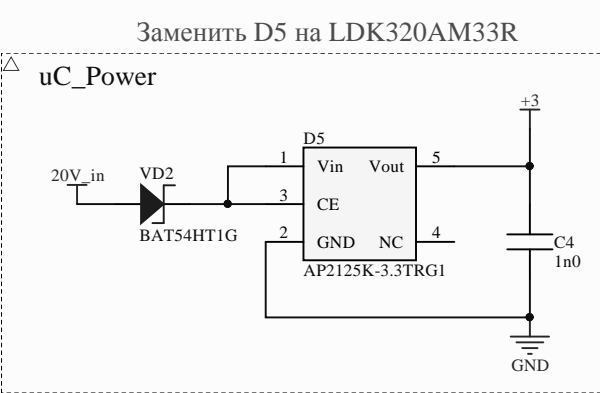 Заменить D5 на LDK320AM33R
uC_Power
+3
D5
1 Vin Vout 5
20V_in VD2
3 CE
BAT54HT1G
2 GND NC 4
C4
1n0
AP2125K-3.3TRG1
GND